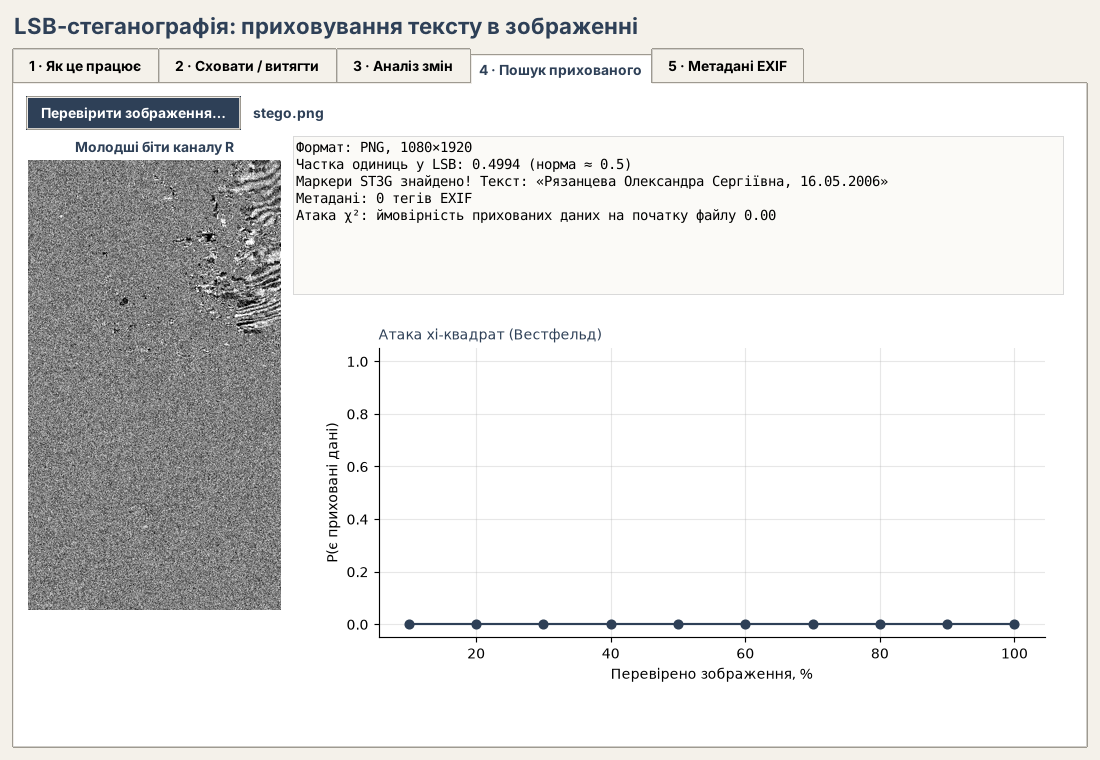 LSB-стеганографія: приховування тексту в зображенні
1 · Як це працює
2 · Сховати / витягти
3 · Аналіз змін
4 · Пошук прихованого
5 · Метадані EXIF
Перевірити зображення…
stego.png
Молодші біти каналу R
Формат: PNG, 1080×1920
Частка одиниць у LSB: 0.4994 (норма ≈ 0.5)
Маркери ST3G знайдено! Текст: «Рязанцева Олександра Сергіївна, 16.05.2006»
Метадані: 0 тегів EXIF
Атака χ²: ймовірність прихованих даних на початку файлу 0.00
Атака хі-квадрат (Вестфельд)
P(є приховані дані)
1.0
0.8
0.6
0.4
0.2
0.0
20
40
60
80
100
Перевірено зображення, %